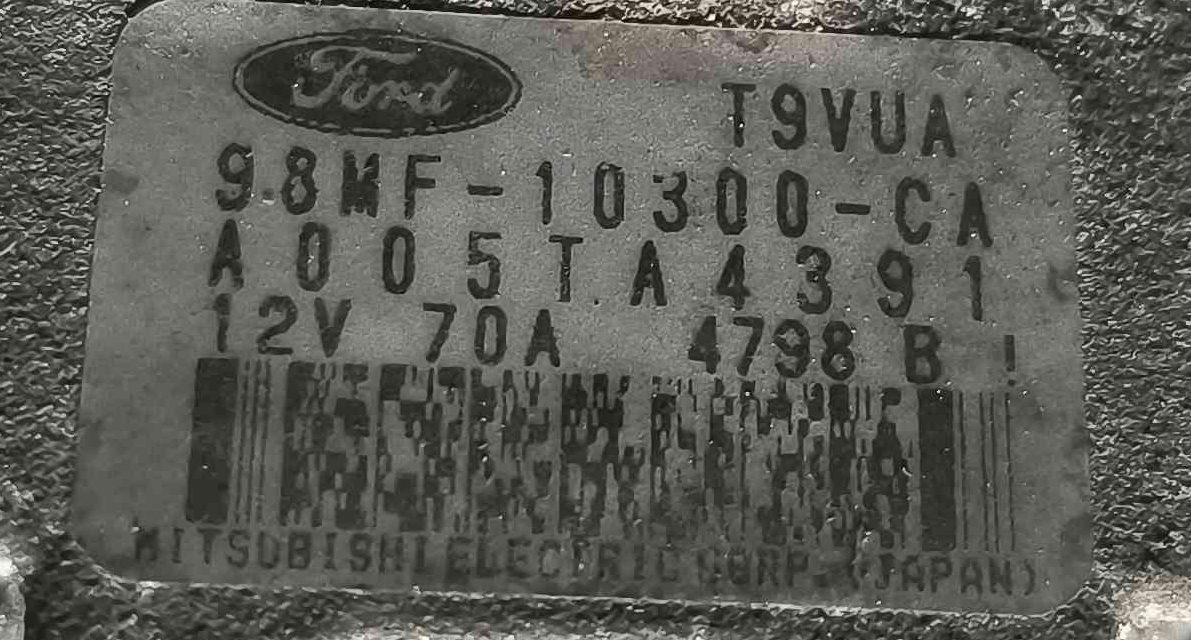 Ford
T9VUA
98MF-10300-CA
A005TA4391
12V 70A 4798 B !
MITSUBISHI ELECTRIC CORP. (JAPAN)